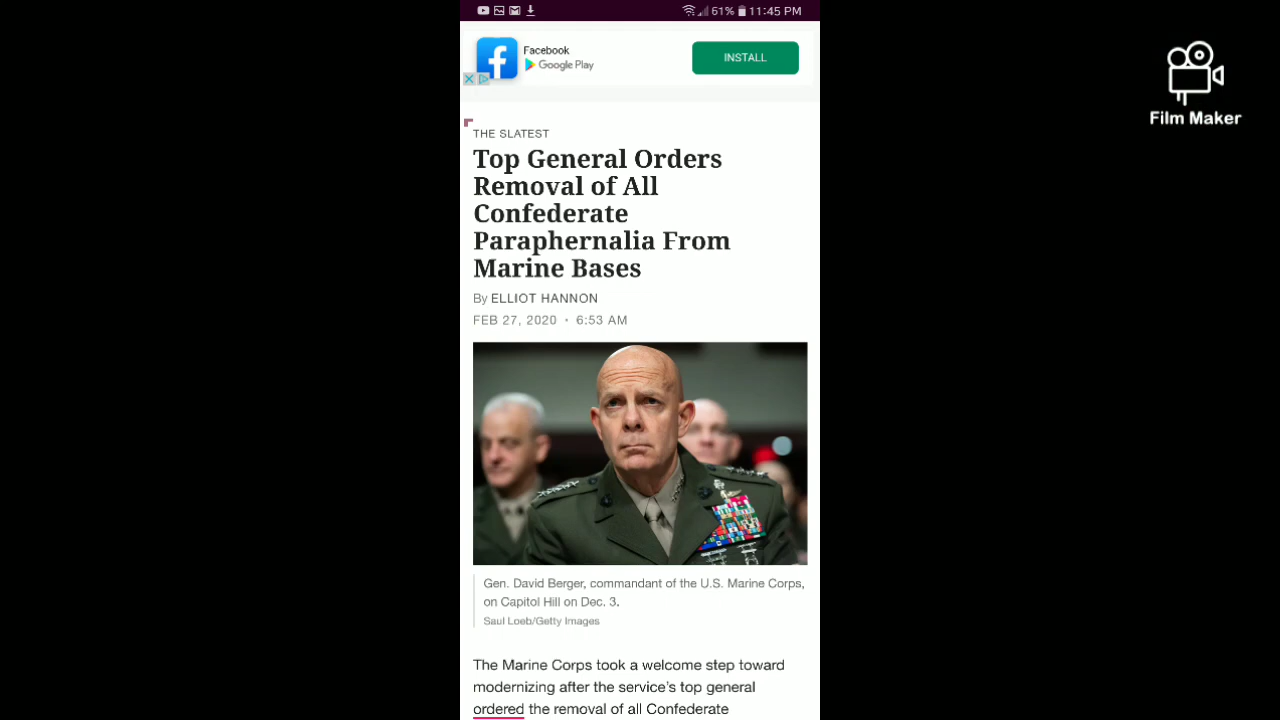 61% 11:45 PM
Facebook
Google Play
INSTALL
THE SLATEST
Top General Orders
Removal of All
Confederate
Paraphernalia From
Marine Bases
By ELLIOT HANNON
FEB 27, 2020 • 6:53 AM
Gen. David Berger, commandant of the U.S. Marine Corps,
on Capitol Hill on Dec. 3.
Saul Loeb/Getty Images
The Marine Corps took a welcome step toward
modernizing after the service's top general
ordered the removal of all Confederate
Film Maker